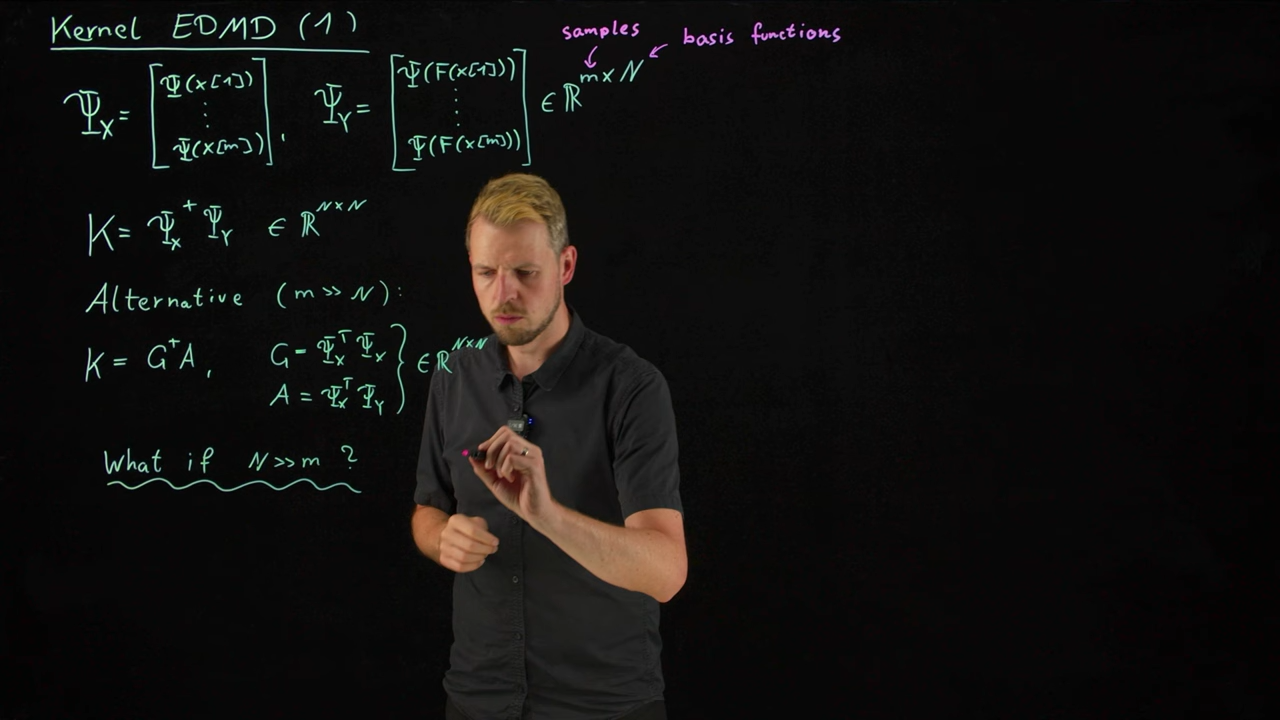 Kernel EDMD (1)
samples
basis functions
Ψ_X = [Ψ(x[1]) ⋮ Ψ(x[m])], Ψ_Y = [Ψ(F(x[1])) ⋮ Ψ(F(x[m]))] ∈ ℝ^{m×N}
K = Ψ_X^+ Ψ_Y ∈ ℝ^{N×N}
Alternative (m >> N):
K = G^+ A, G = Ψ_X^T Ψ_X
A = Ψ_X^T Ψ_Y } ∈ ℝ^{N×N}
What if N >> m ?